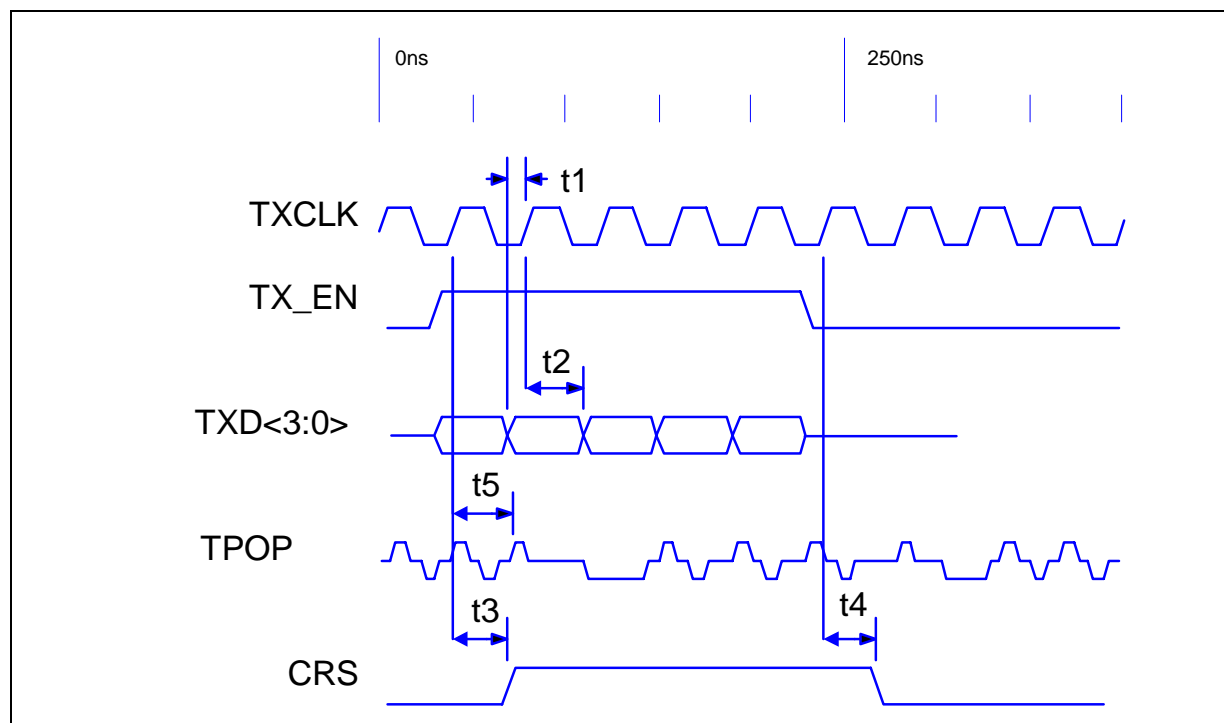 0ns 250ns
t1
TXCLK
TX_EN
t2
TXD<3:0>
t5
TPOP
t3 t4
CRS